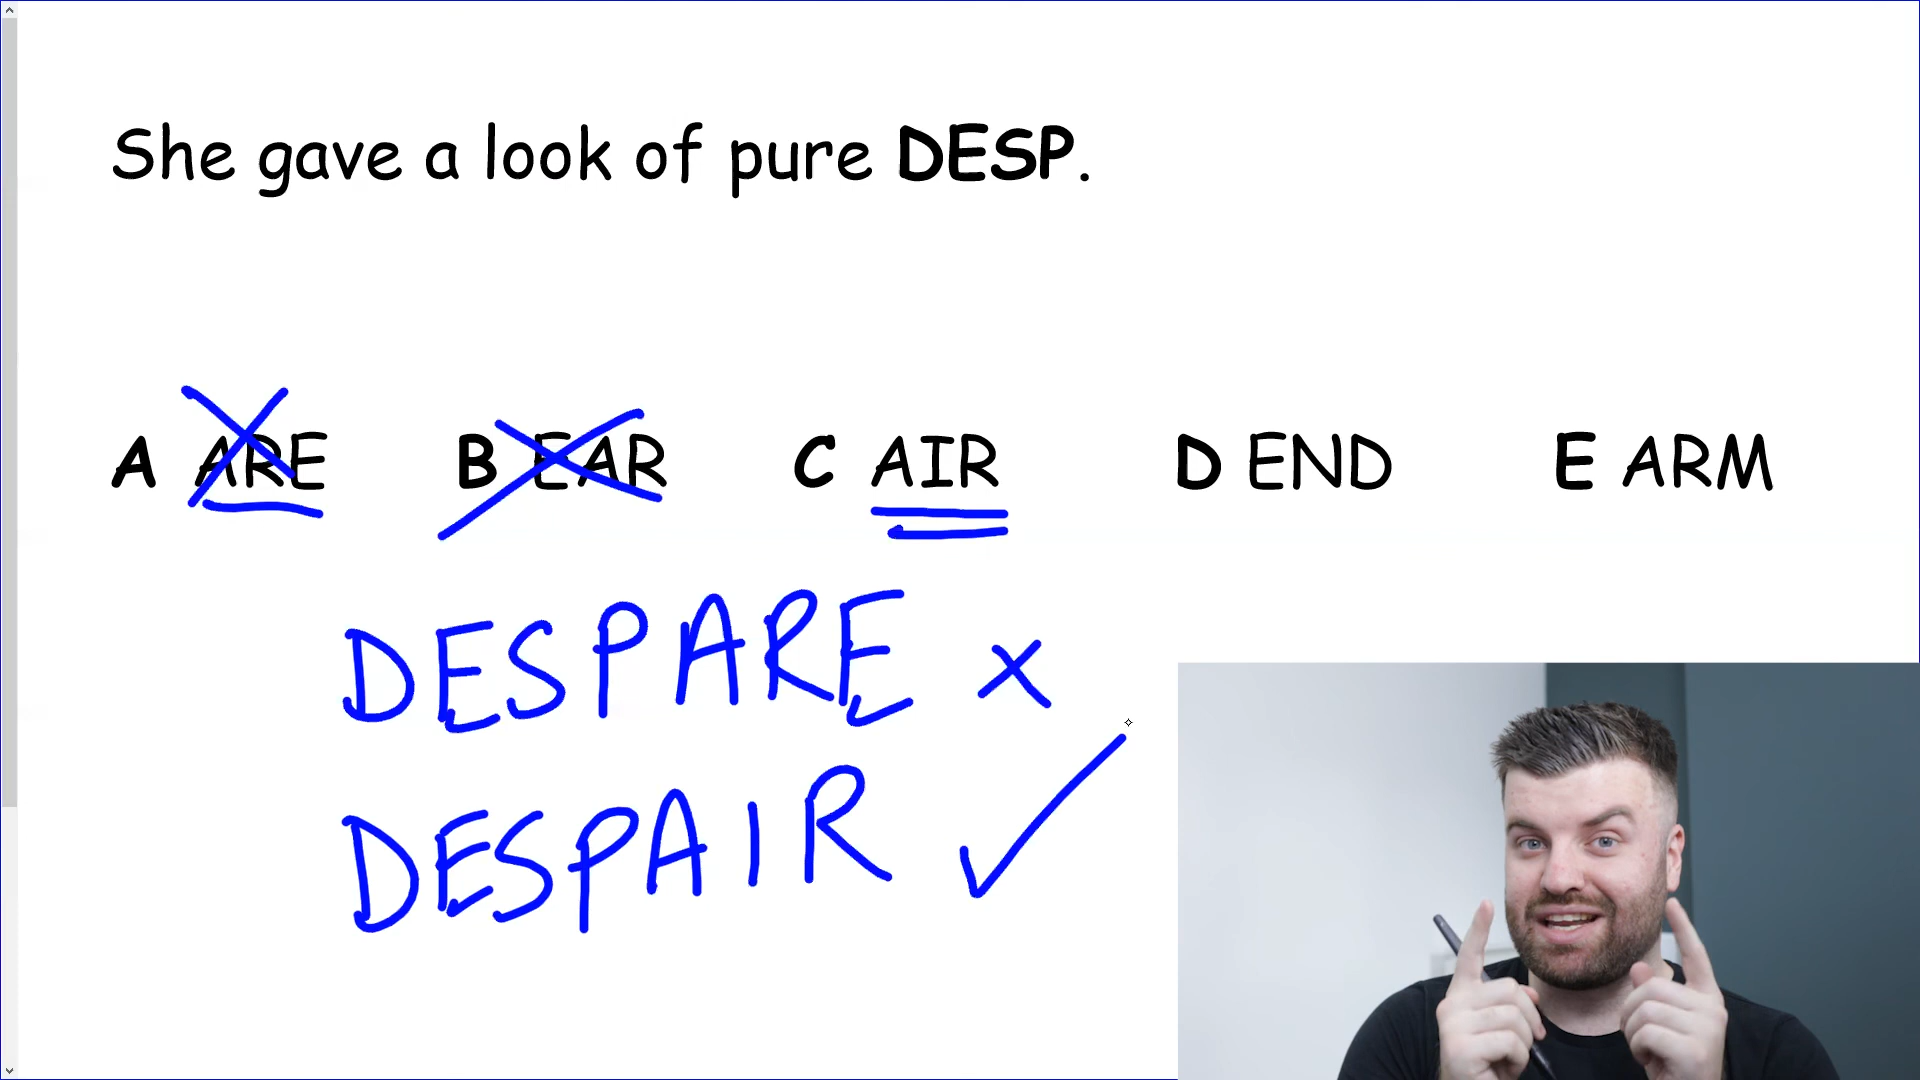 She gave a look of pure DESP.
A ARE B EAR C AIR D END E ARM
DESPARE x
DESPAIR ✓